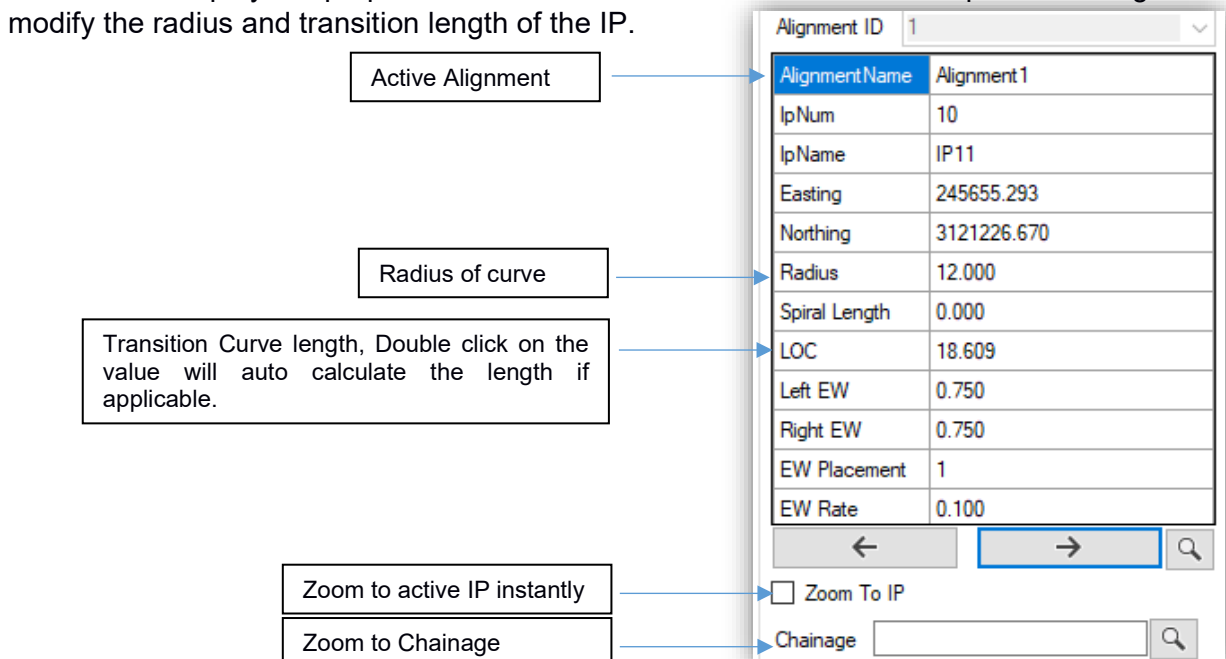 modify the radius and transition length of the IP.
Alignment ID 1
Active Alignment
AlignmentName Alignment1
IpNum 10
IpName IP11
Easting 245655.293
Northing 3121226.670
Radius of curve
Radius 12.000
Spiral Length 0.000
Transition Curve length, Double click on the
value will auto calculate the length if
applicable.
LOC 18.609
Left EW 0.750
Right EW 0.750
EW Placement 1
EW Rate 0.100
Zoom to active IP instantly
Zoom To IP
Zoom to Chainage
Chainage